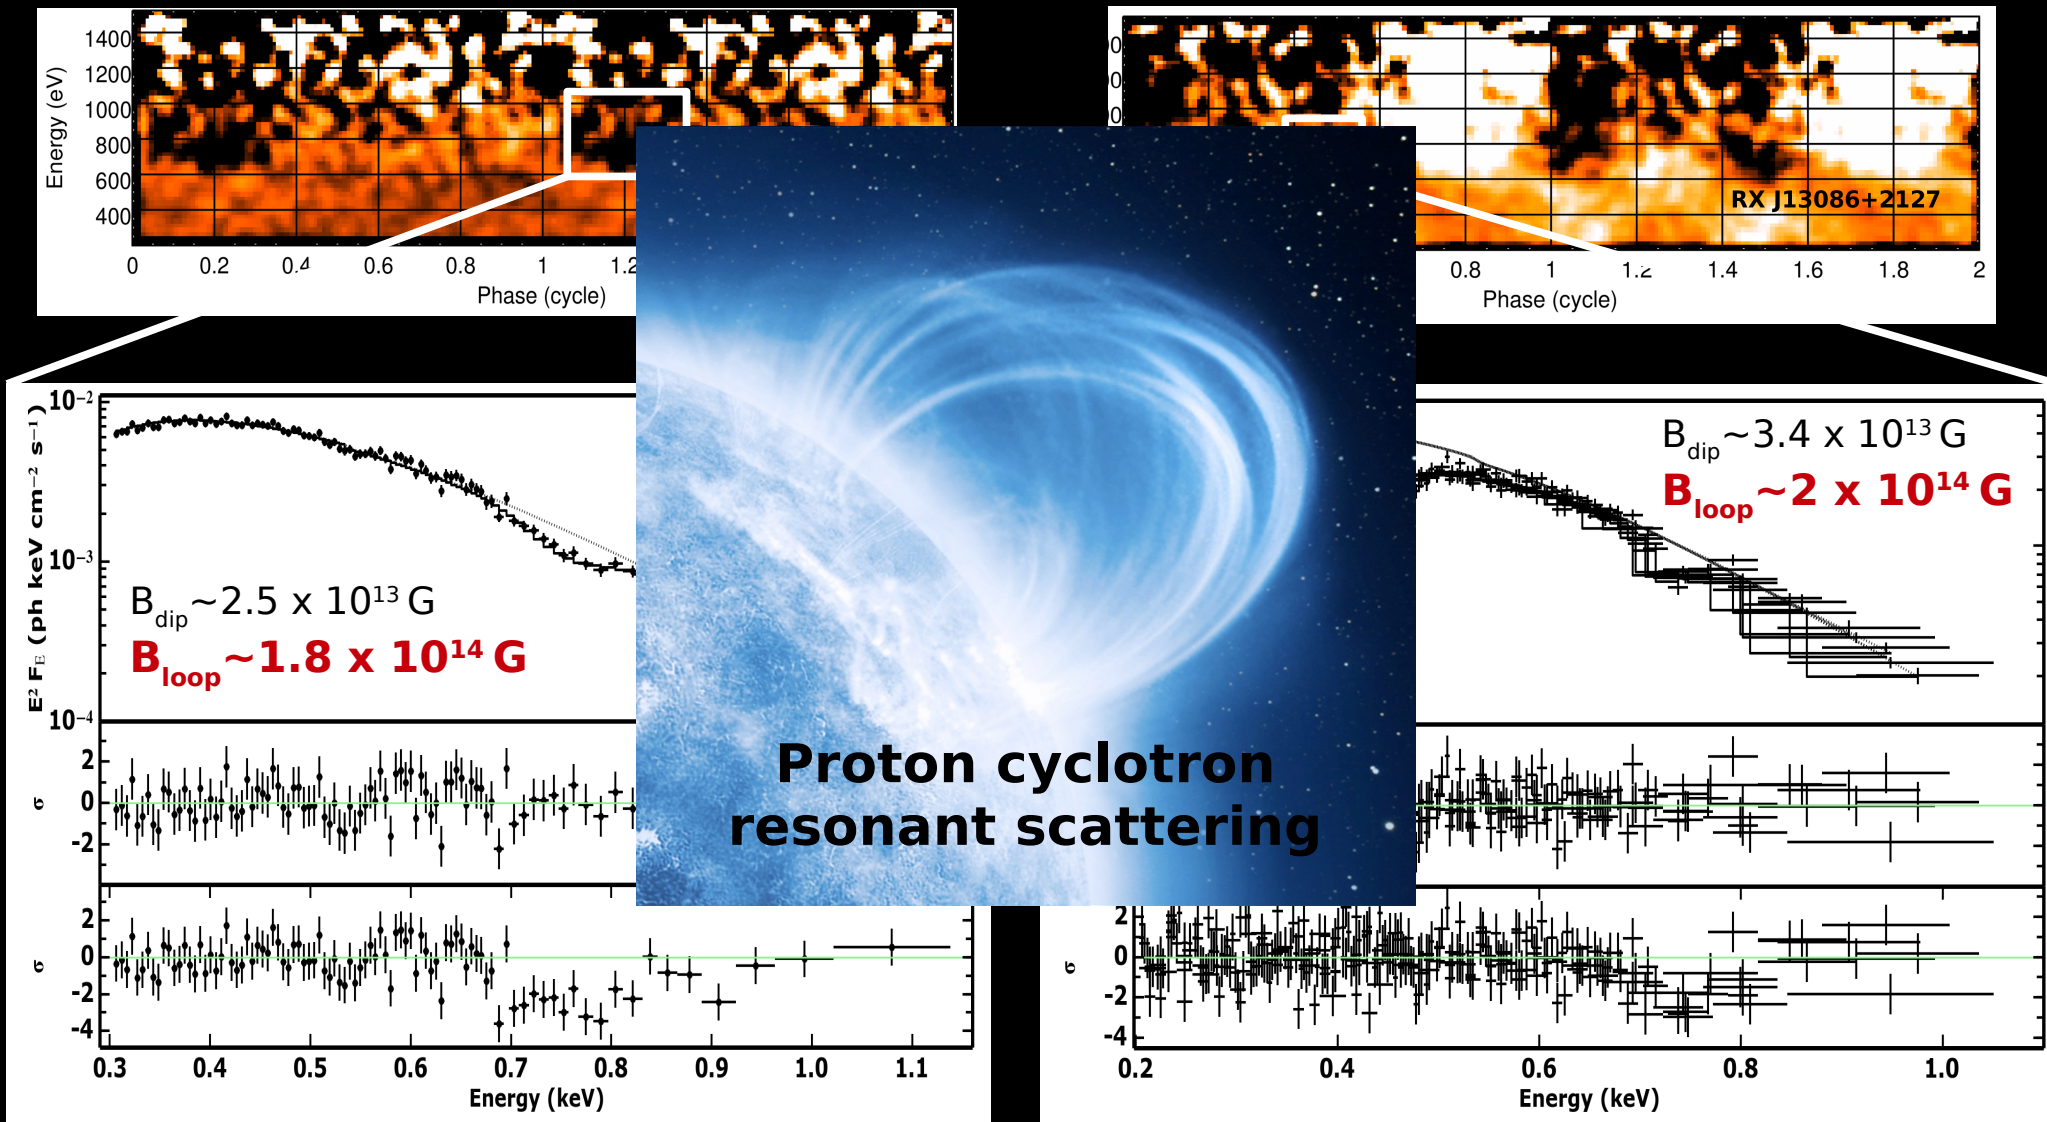 1400
1200
1000
800
600
400
Energy (eV)
0 0.2 0.4 0.6 0.8 1 1.2
Phase (cycle)
RX J13086+2127
0.8 1 1.2 1.4 1.6 1.8 2
Phase (cycle)
10⁻²
10⁻³
10⁻⁴
E² F_E (ph keV cm⁻² s⁻¹)
B_dip~2.5 x 10¹³ G
B_loop~1.8 x 10¹⁴ G
2
0
-2
σ
2
0
-2
-4
σ
0.3 0.4 0.5 0.6 0.7 0.8 0.9 1.0 1.1
Energy (keV)
Proton cyclotron
resonant scattering
B_dip~3.4 x 10¹³ G
B_loop~2 x 10¹⁴ G
2
0
-2
-4
σ
0.2 0.4 0.6 0.8 1.0
Energy (keV)